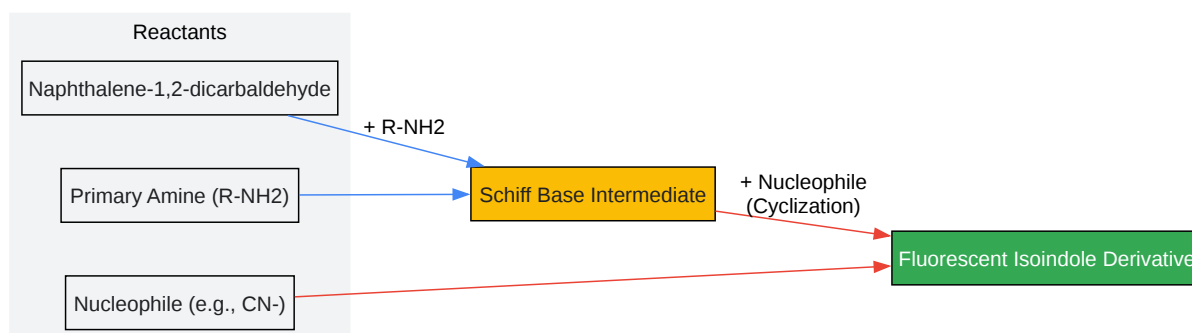 Reactants
Naphthalene-1,2-dicarbaldehyde
+ R-NH2
Primary Amine (R-NH2)
Schiff Base Intermediate
+ Nucleophile
(Cyclization)
Fluorescent Isoindole Derivative
Nucleophile (e.g., CN-)